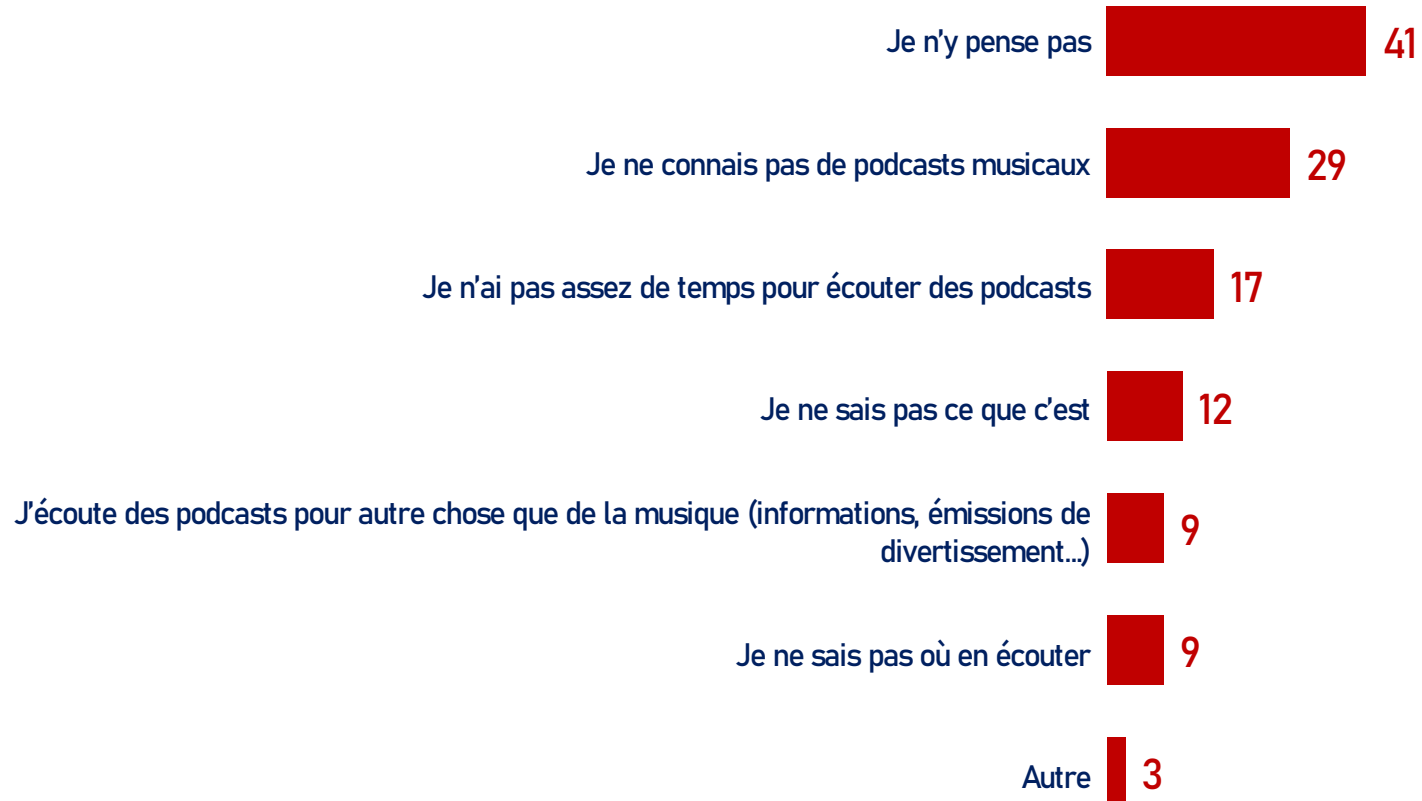 Je n’y pense pas 41
Je ne connais pas de podcasts musicaux 29
Je n’ai pas assez de temps pour écouter des podcasts 17
Je ne sais pas ce que c’est 12
J’écoute des podcasts pour autre chose que de la musique (informations, émissions de
divertissement...) 9
Je ne sais pas où en écouter 9
Autre 3